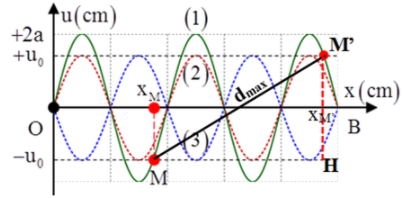 u(cm)
(1)
+2a
+u₀
M'
(2)
d_max
x_M
x(cm)
O
(3)
x_M'
B
−u₀
M
H